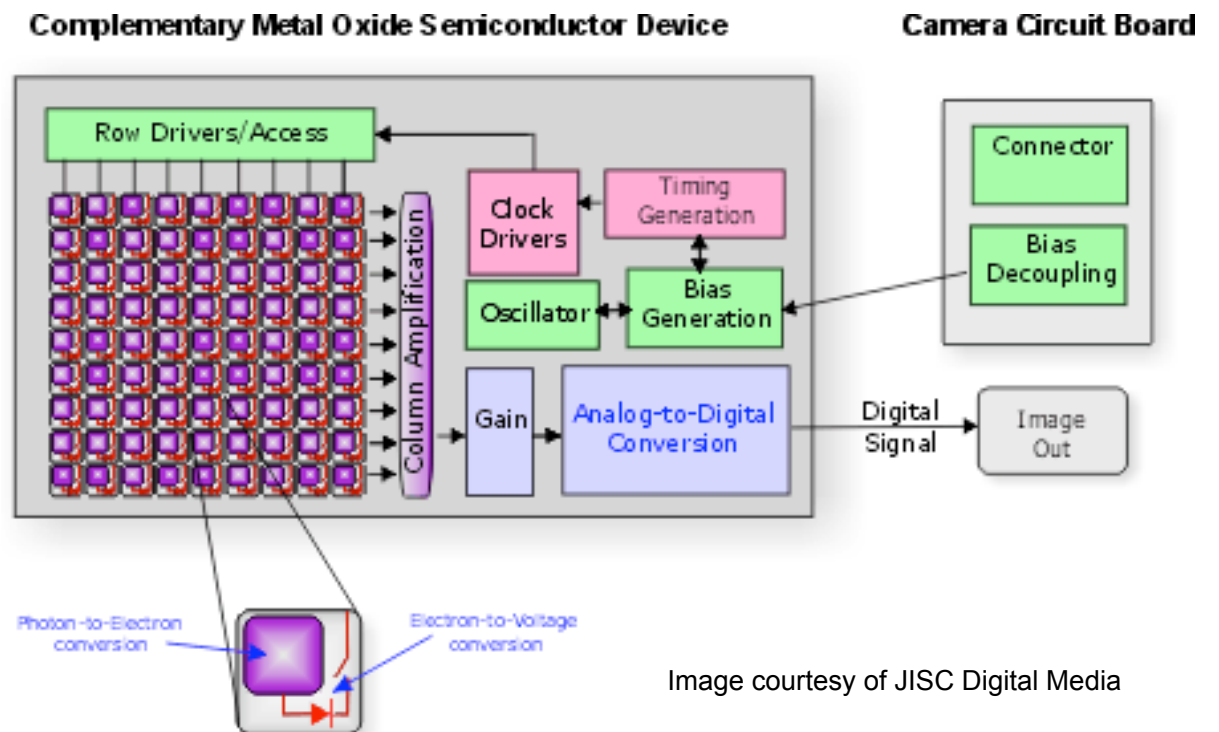 Complementary Metal Oxide Semiconductor Device
Camera Circuit Board
Row Drivers/Access
Column Amplification
Clock
Drivers
Timing
Generation
Oscillator
Bias
Generation
Gain
Analog-to-Digital
Conversion
Connector
Bias
Decoupling
Digital
Signal
Image
Out
Photon-to-Electron
conversion
Electron-to-Voltage
conversion
Image courtesy of JISC Digital Media